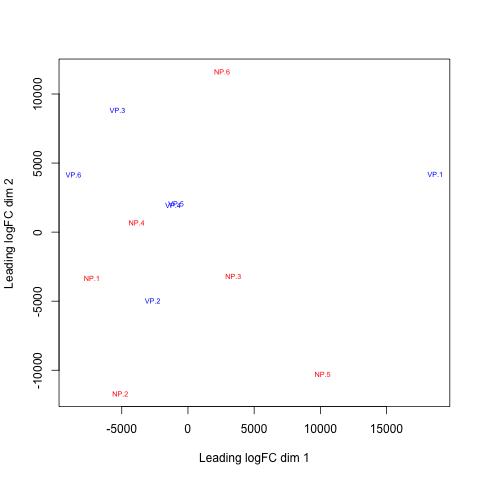 NP.6
10000
VP.3
5000
VP.6
VP.1
VP.5
VP.4
NP.4
0
NP.1
NP.3
VP.2
-5000
-10000
NP.5
NP.2
Leading logFC dim 2
-5000 0 5000 10000 15000
Leading logFC dim 1